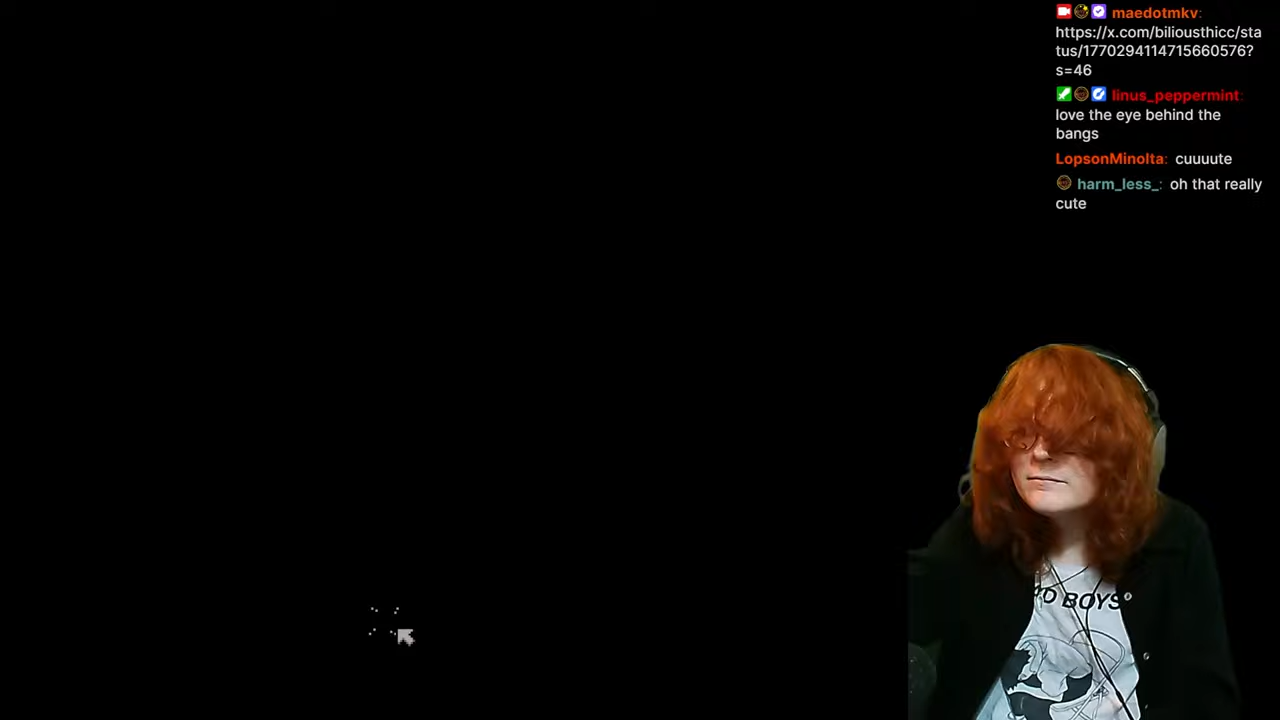 maedotmkv:
https://x.com/biliousthicc/sta
tus/1770294114715660576?
s=46
linus_peppermint:
love the eye behind the
bangs
LopsonMinolta: cuuuute
harm_less_: oh that really
cute
BOYS